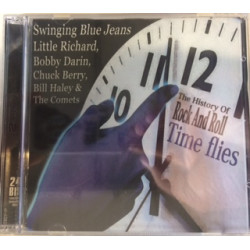 Swinging Blue Jeans
Little Richard,
Bobby Darin,
Chuck Berry,
Bill Haley &
The Comets
11
12
10
The History Of
Rock And Roll
Time flies
24